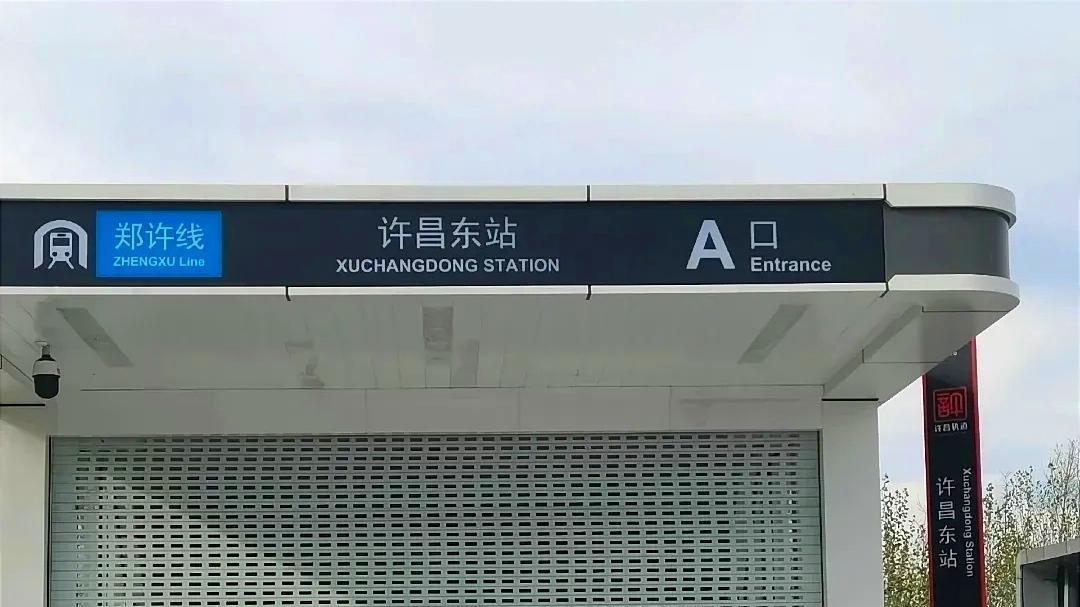 郑许线
ZHENGXU Line
许昌东站
XUCHANGDONG STATION
A
口
Entrance
許
许昌轨道
许昌东站
Xuchangdong Station